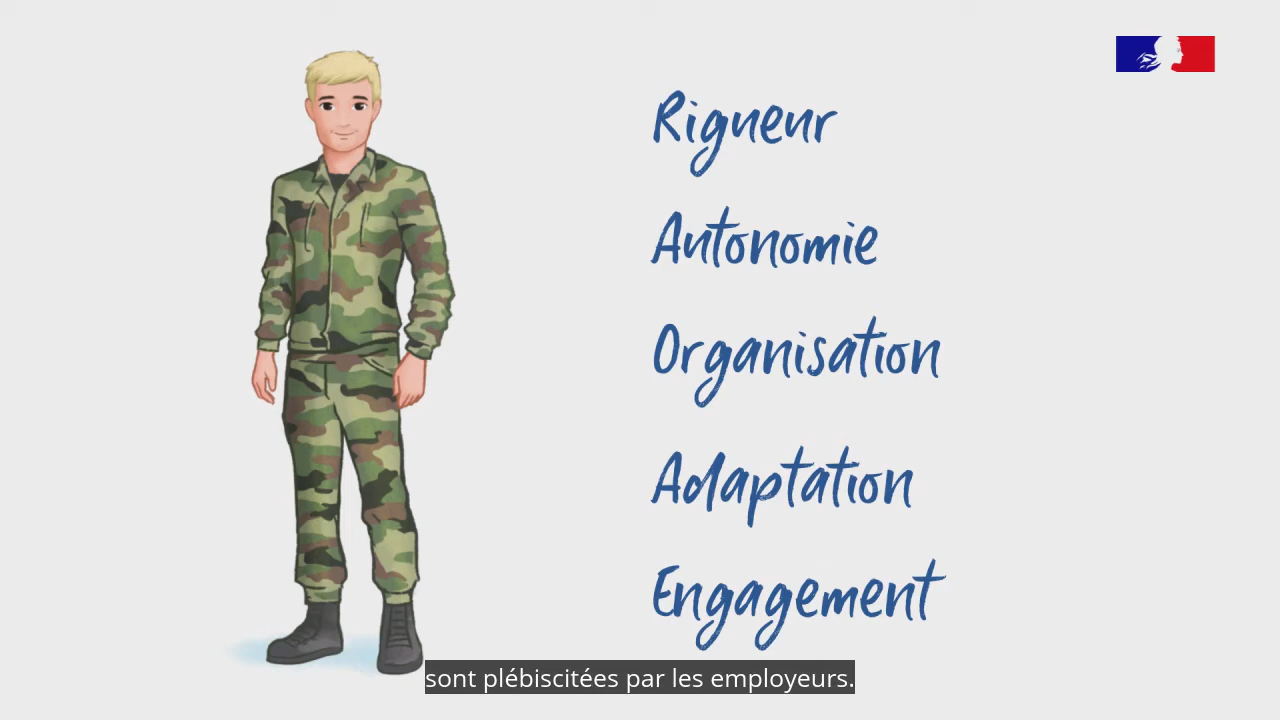 Rigueur
Autonomie
Organisation
Adaptation
Engagement
sont plébiscitées par les employeurs.